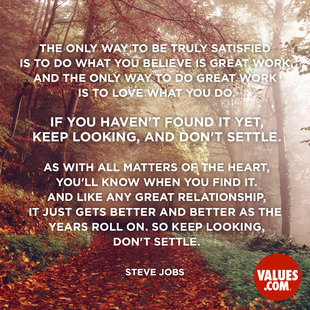 THE ONLY WAY TO BE TRULY SATISFIED
IS TO DO WHAT YOU BELIEVE IS GREAT WORK,
AND THE ONLY WAY TO DO GREAT WORK
IS TO LOVE WHAT YOU DO.
IF YOU HAVEN'T FOUND IT YET,
KEEP LOOKING, AND DON'T SETTLE.
AS WITH ALL MATTERS OF THE HEART,
YOU'LL KNOW WHEN YOU FIND IT.
AND LIKE ANY GREAT RELATIONSHIP,
IT JUST GETS BETTER AND BETTER AS THE
YEARS ROLL ON. SO KEEP LOOKING,
DON'T SETTLE.
STEVE JOBS
VALUES
.COM